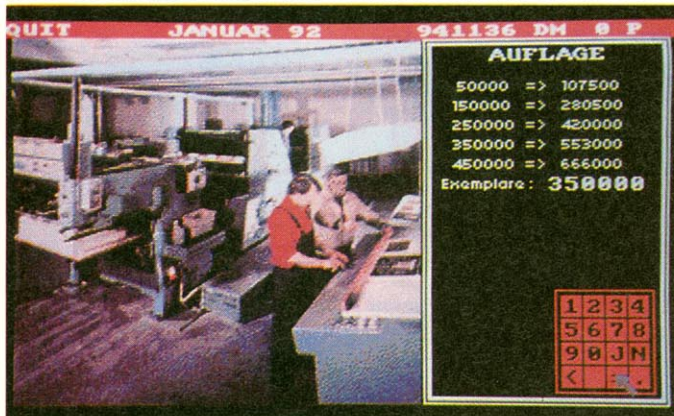 QUIT JANUAR 92 941136 DM 0 P
AUFLAGE
50000 => 107500
150000 => 280500
250000 => 420000
350000 => 553000
450000 => 666000
Exemplare: 350000
1 2 3 4
5 6 7 8
9 0 J N
<